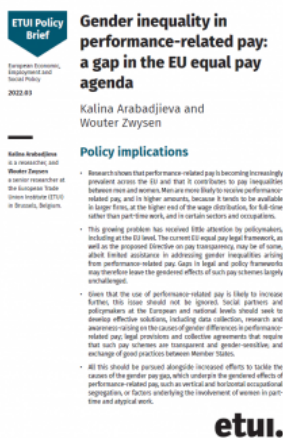 ETUI Policy
Brief
European Economic,
Employment and
Social Policy
2022.03
Gender inequality in
performance-related pay:
a gap in the EU equal pay
agenda
Kalina Arabadjieva and
Wouter Zwysen
Kalina Arabadjieva
is a researcher, and
Wouter Zwysen
a senior researcher at
the European Trade
Union Institute (ETUI)
in Brussels, Belgium.
Policy implications
• Research shows that performance-related pay is becoming increasingly
prevalent across the EU and that it contributes to pay inequalities
between men and women. Men are more likely to receive performance-
related pay, and in higher amounts, because it tends to be available
in larger firms, at the higher end of the wage distribution, for full-time
rather than part-time work, and in certain sectors and occupations.
• This growing problem has received little attention by policymakers,
including at the EU level. The current EU equal pay legal framework, as
well as the proposed Directive on pay transparency, may be of some,
albeit limited assistance in addressing gender inequalities arising
from performance-related pay. Gaps in legal and policy frameworks
may therefore leave the gendered effects of such pay schemes largely
unchallenged.
• Given that the use of performance-related pay is likely to increase
further, this issue should not be ignored. Social partners and
policymakers at the European and national levels should seek to
develop effective solutions, including data collection, research and
awareness-raising on the causes of gender differences in performance-
related pay; legal provisions and collective agreements that require
that such pay schemes are transparent and gender-sensitive; and
exchange of good practices between Member States.
• All this should be pursued alongside increased efforts to tackle the
causes of the gender pay gap, which underpin the gendered effects of
performance-related pay, such as vertical and horizontal occupational
segregation, or factors underlying the involvement of women in part-
time and atypical work.
etui.